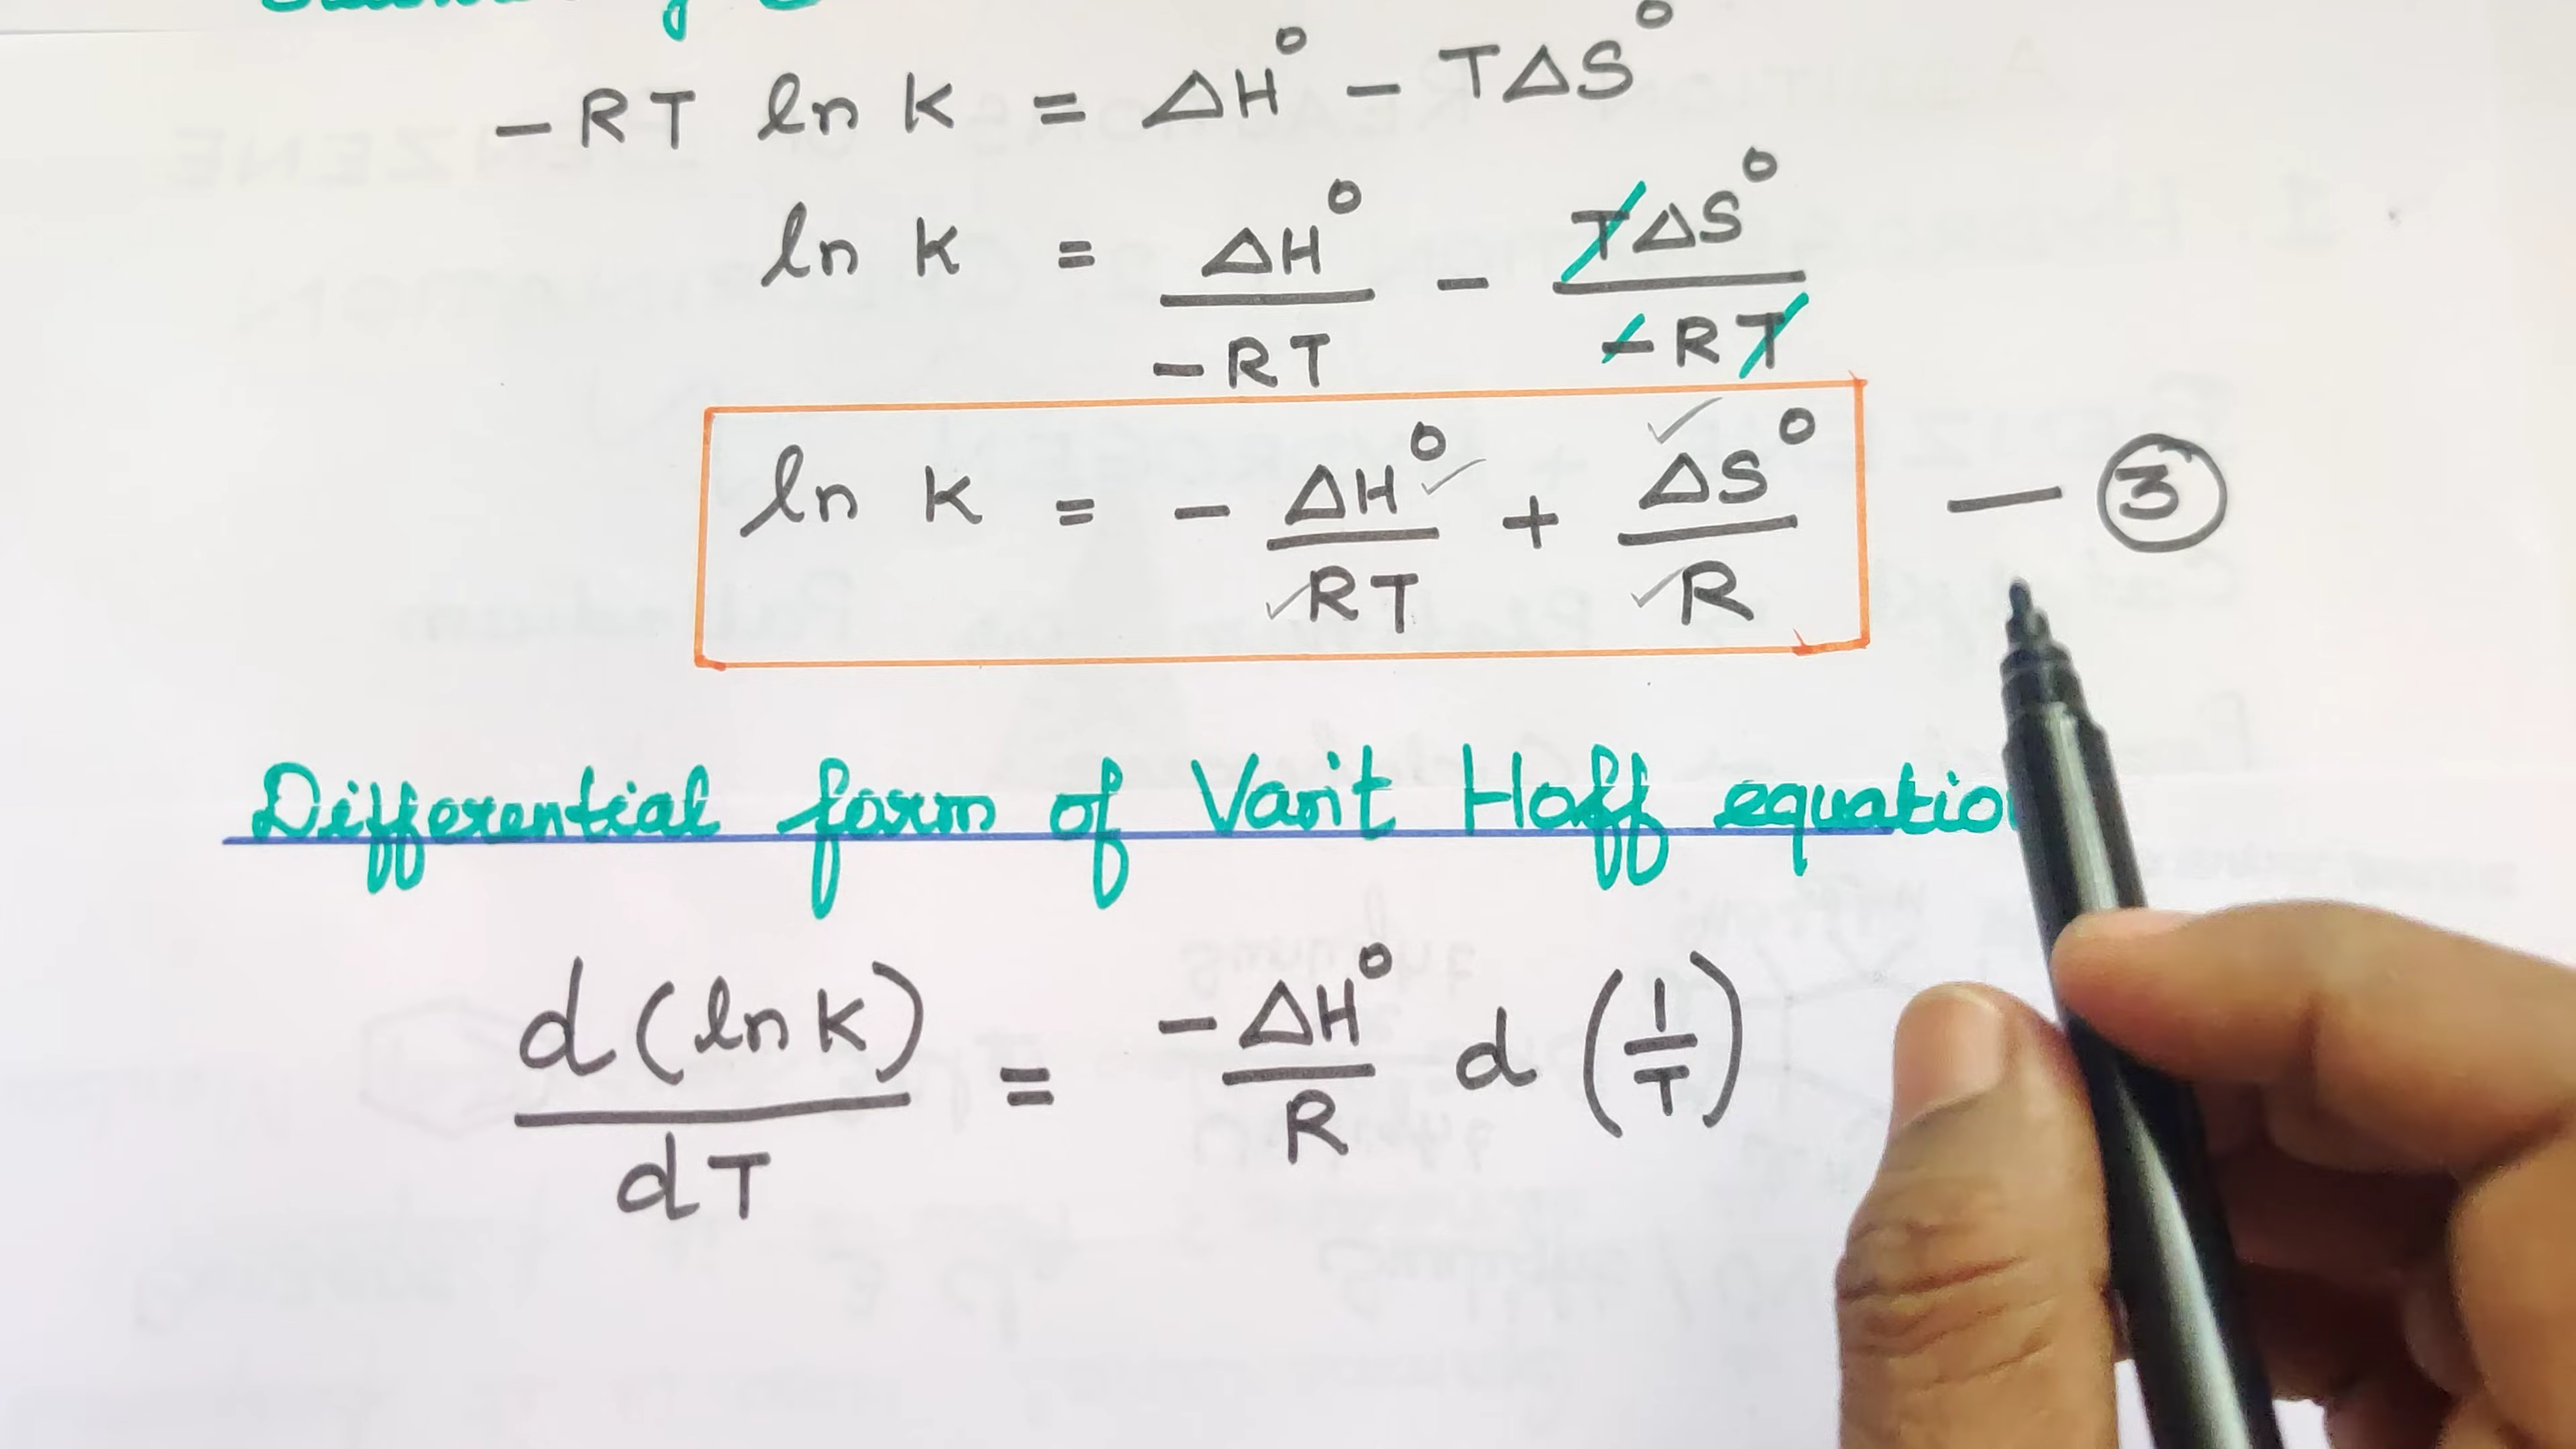 -RT ln K = ΔH° - TΔS°
ln K = ΔH°/-RT - TΔS°/-RT
ln K = - ΔH°/RT + ΔS°/R — ③
Differential form of Vant Hoff equatio
d(ln K)/dT = -ΔH°/R d(1/T)